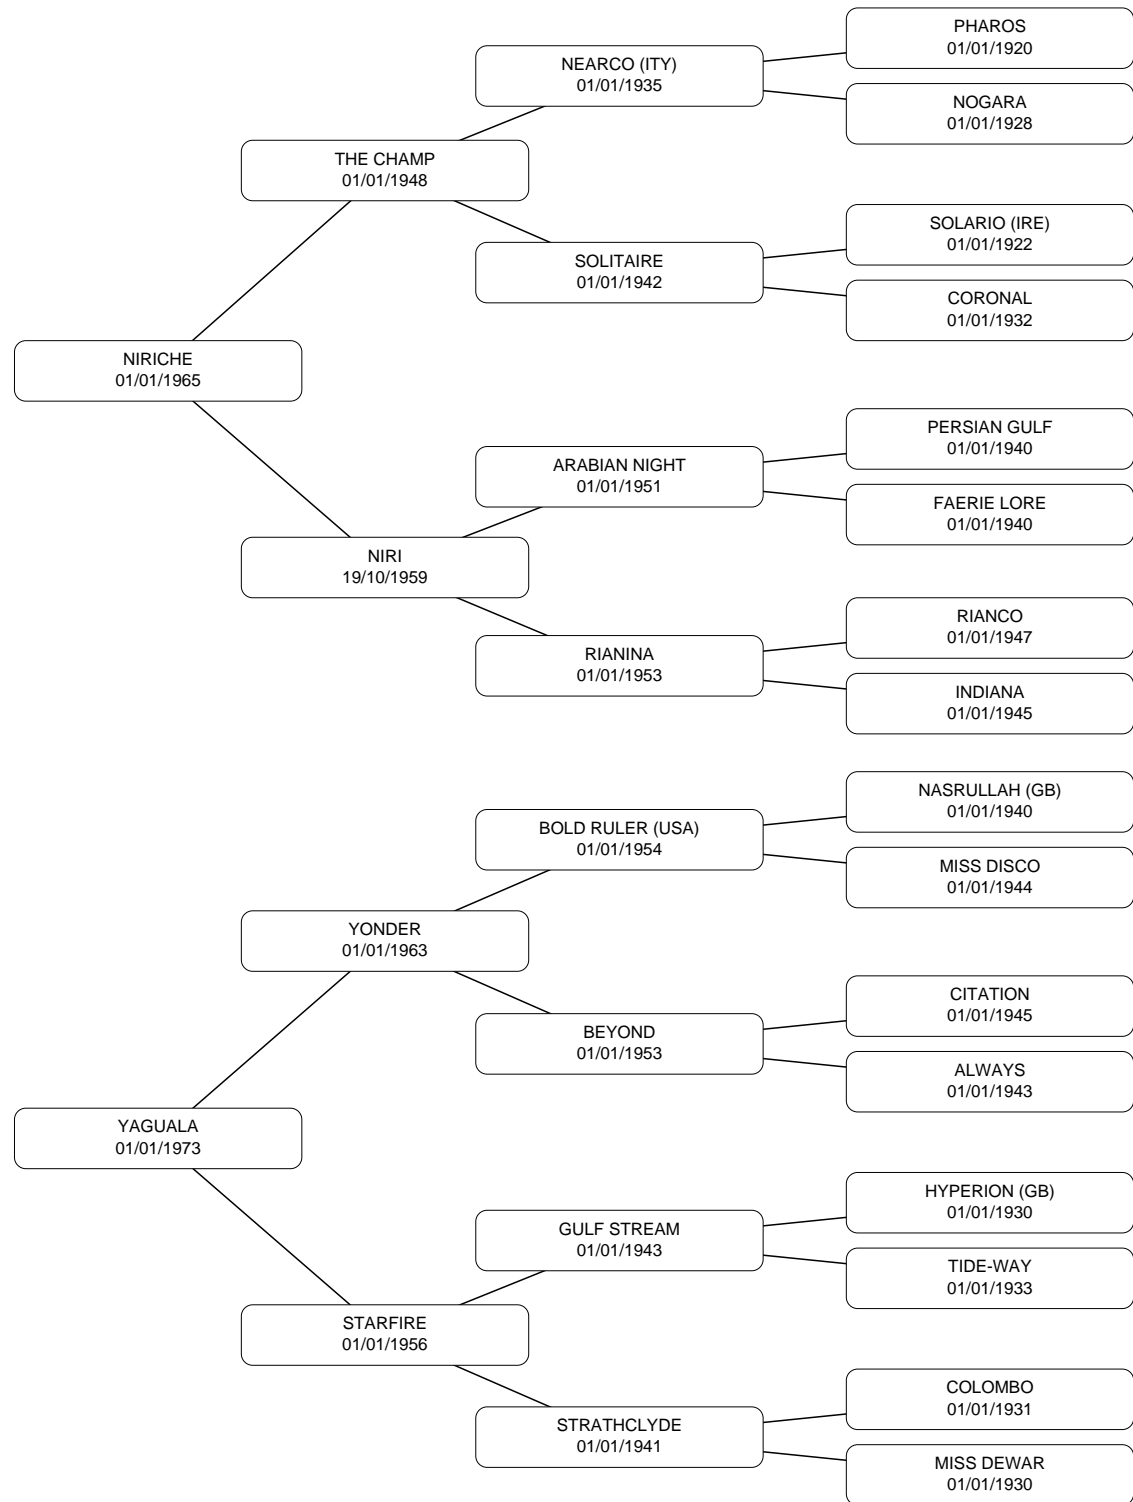 PHAROS
01/01/1920
NEARCO (ITY)
01/01/1935
NOGARA
01/01/1928
THE CHAMP
01/01/1948
SOLARIO (IRE)
01/01/1922
SOLITAIRE
01/01/1942
CORONAL
01/01/1932
NIRICHE
01/01/1965
PERSIAN GULF
01/01/1940
ARABIAN NIGHT
01/01/1951
FAERIE LORE
01/01/1940
NIRI
19/10/1959
RIANCO
01/01/1947
RIANINA
01/01/1953
INDIANA
01/01/1945
NASRULLAH (GB)
01/01/1940
BOLD RULER (USA)
01/01/1954
MISS DISCO
01/01/1944
YONDER
01/01/1963
CITATION
01/01/1945
BEYOND
01/01/1953
ALWAYS
01/01/1943
YAGUALA
01/01/1973
HYPERION (GB)
01/01/1930
GULF STREAM
01/01/1943
TIDE-WAY
01/01/1933
STARFIRE
01/01/1956
COLOMBO
01/01/1931
STRATHCLYDE
01/01/1941
MISS DEWAR
01/01/1930